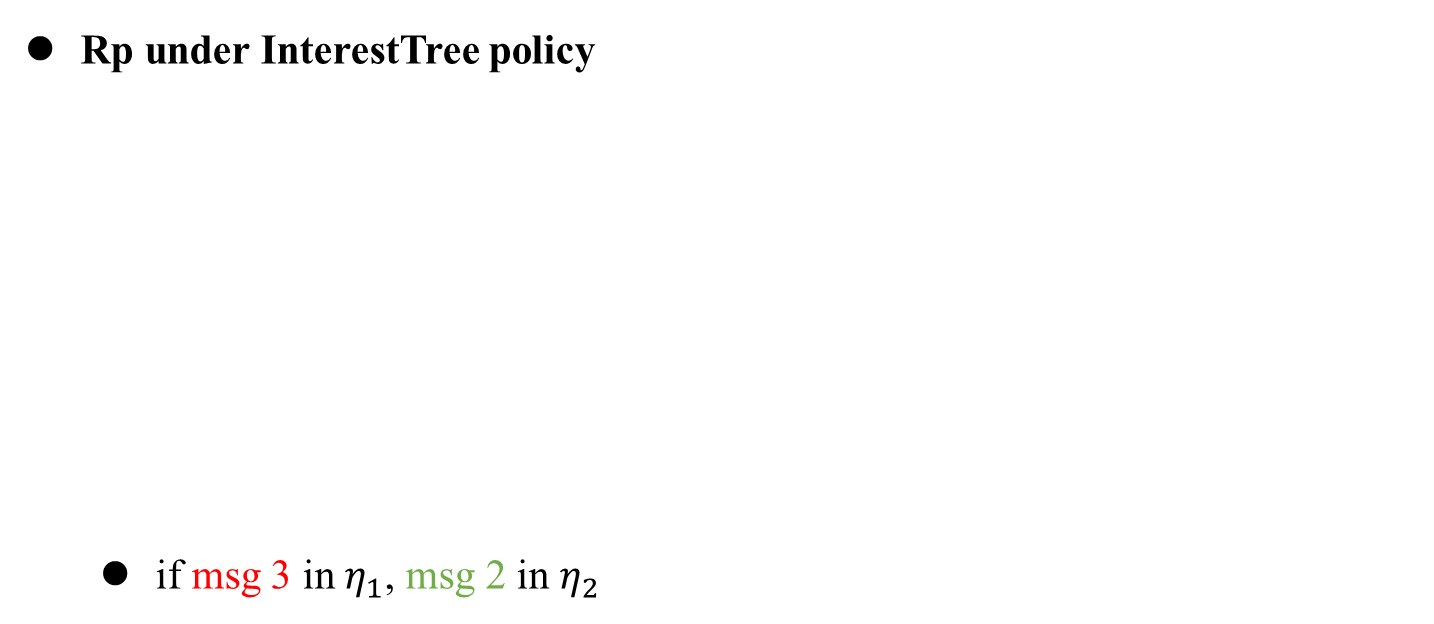 ● Rp under InterestTree policy
● if msg 3 in η₁, msg 2 in η₂